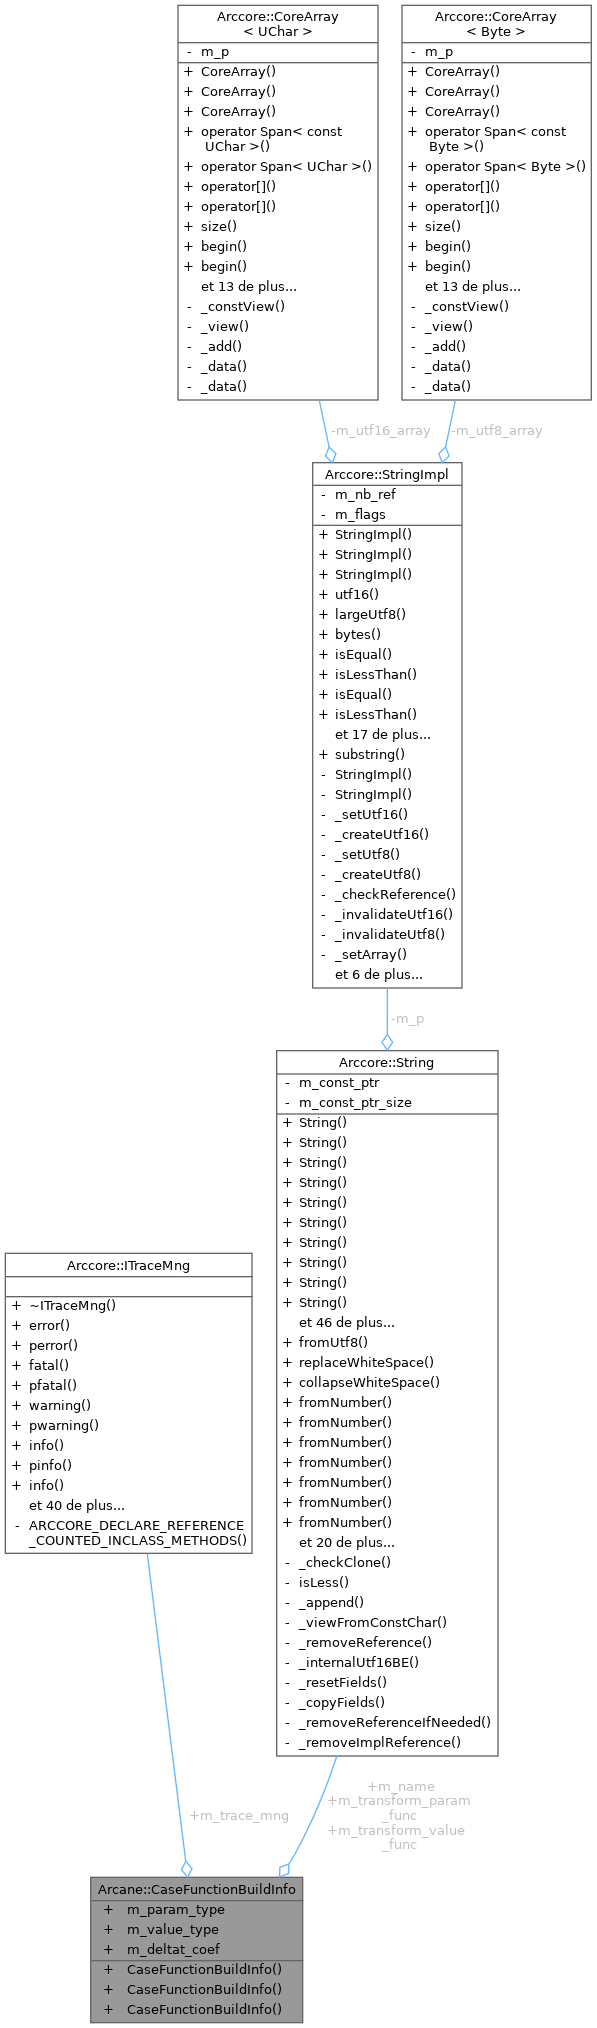 Arccore::CoreArray
< UChar >
- m_p
+ CoreArray()
+ CoreArray()
+ CoreArray()
+ operator Span< const
UChar >()
+ operator Span< UChar >()
+ operator[]()
+ operator[]()
+ size()
+ begin()
+ begin()
et 13 de plus...
- _constView()
- _view()
- _add()
- _data()
- _data()
Arccore::CoreArray
< Byte >
- m_p
+ CoreArray()
+ CoreArray()
+ CoreArray()
+ operator Span< const
Byte >()
+ operator Span< Byte >()
+ operator[]()
+ operator[]()
+ size()
+ begin()
+ begin()
et 13 de plus...
- _constView()
- _view()
- _add()
- _data()
- _data()
-m_utf16_array
-m_utf8_array
Arccore::StringImpl
- m_nb_ref
- m_flags
+ StringImpl()
+ StringImpl()
+ StringImpl()
+ utf16()
+ largeUtf8()
+ bytes()
+ isEqual()
+ isLessThan()
+ isEqual()
+ isLessThan()
et 17 de plus...
+ substring()
- StringImpl()
- StringImpl()
- _setUtf16()
- _createUtf16()
- _setUtf8()
- _createUtf8()
- _checkReference()
- _invalidateUtf16()
- _invalidateUtf8()
- _setArray()
et 6 de plus...
-m_p
Arccore::String
- m_const_ptr
- m_const_ptr_size
+ String()
+ String()
+ String()
+ String()
+ String()
+ String()
+ String()
+ String()
+ String()
+ String()
et 46 de plus...
+ fromUtf8()
+ replaceWhiteSpace()
+ collapseWhiteSpace()
+ fromNumber()
+ fromNumber()
+ fromNumber()
+ fromNumber()
+ fromNumber()
+ fromNumber()
+ fromNumber()
et 20 de plus...
- _checkClone()
- isLess()
- _append()
- _viewFromConstChar()
- _removeReference()
- _internalUtf16BE()
- _resetFields()
- _copyFields()
- _removeReferenceIfNeeded()
- _removeImplReference()
Arccore::ITraceMng
+ ~ITraceMng()
+ error()
+ perror()
+ fatal()
+ pfatal()
+ warning()
+ pwarning()
+ info()
+ pinfo()
+ info()
et 40 de plus...
- ARCCORE_DECLARE_REFERENCE
_COUNTED_INCLASS_METHODS()
+m_trace_mng
+m_name
+m_transform_param
_func
+m_transform_value
_func
Arcane::CaseFunctionBuildInfo
+ m_param_type
+ m_value_type
+ m_deltat_coef
+ CaseFunctionBuildInfo()
+ CaseFunctionBuildInfo()
+ CaseFunctionBuildInfo()